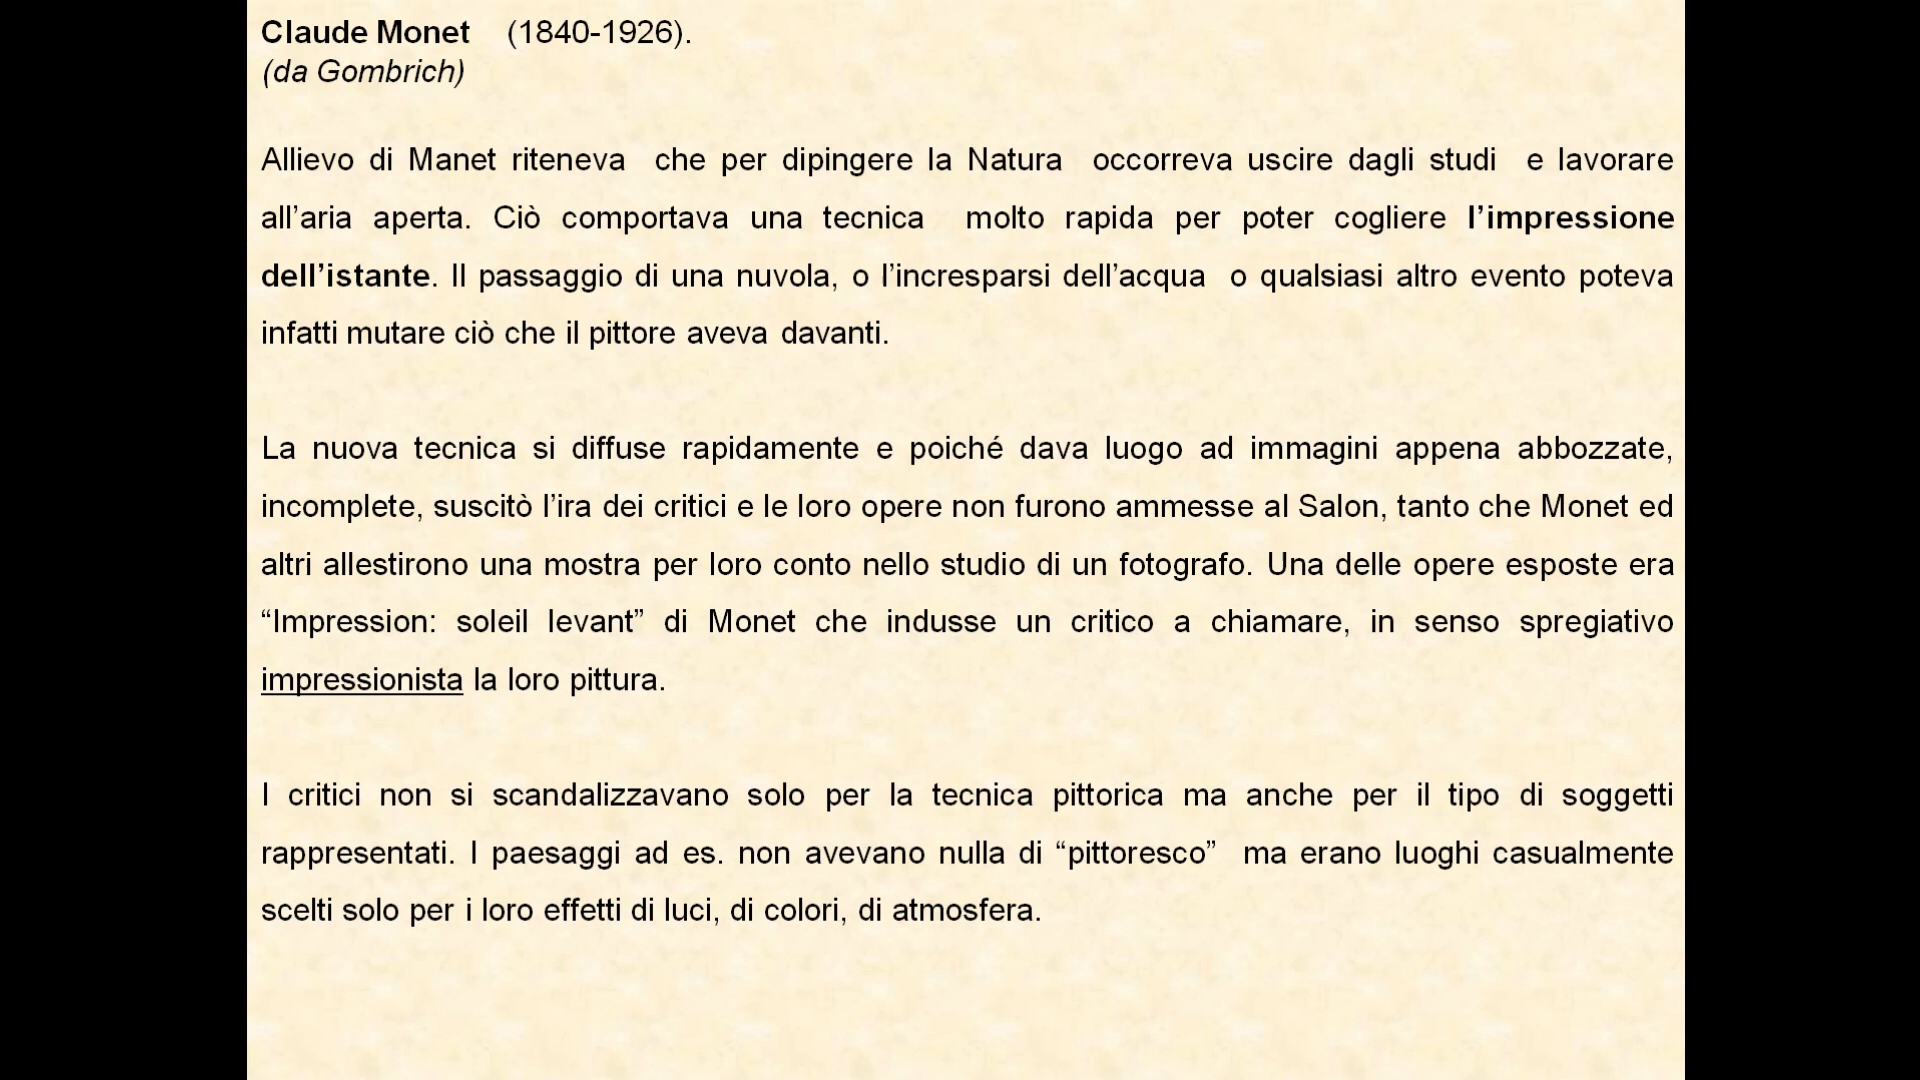 Claude Monet (1840-1926).
(da Gombrich)
Allievo di Manet riteneva che per dipingere la Natura occorreva uscire dagli studi e lavorare
all’aria aperta. Ciò comportava una tecnica molto rapida per poter cogliere l’impressione
dell’istante. Il passaggio di una nuvola, o l’incresparsi dell’acqua o qualsiasi altro evento poteva
infatti mutare ciò che il pittore aveva davanti.
La nuova tecnica si diffuse rapidamente e poiché dava luogo ad immagini appena abbozzate,
incomplete, suscitò l’ira dei critici e le loro opere non furono ammesse al Salon, tanto che Monet ed
altri allestirono una mostra per loro conto nello studio di un fotografo. Una delle opere esposte era
“Impression: soleil levant” di Monet che indusse un critico a chiamare, in senso spregiativo
impressionista la loro pittura.
I critici non si scandalizzavano solo per la tecnica pittorica ma anche per il tipo di soggetti
rappresentati. I paesaggi ad es. non avevano nulla di “pittoresco” ma erano luoghi casualmente
scelti solo per i loro effetti di luci, di colori, di atmosfera.